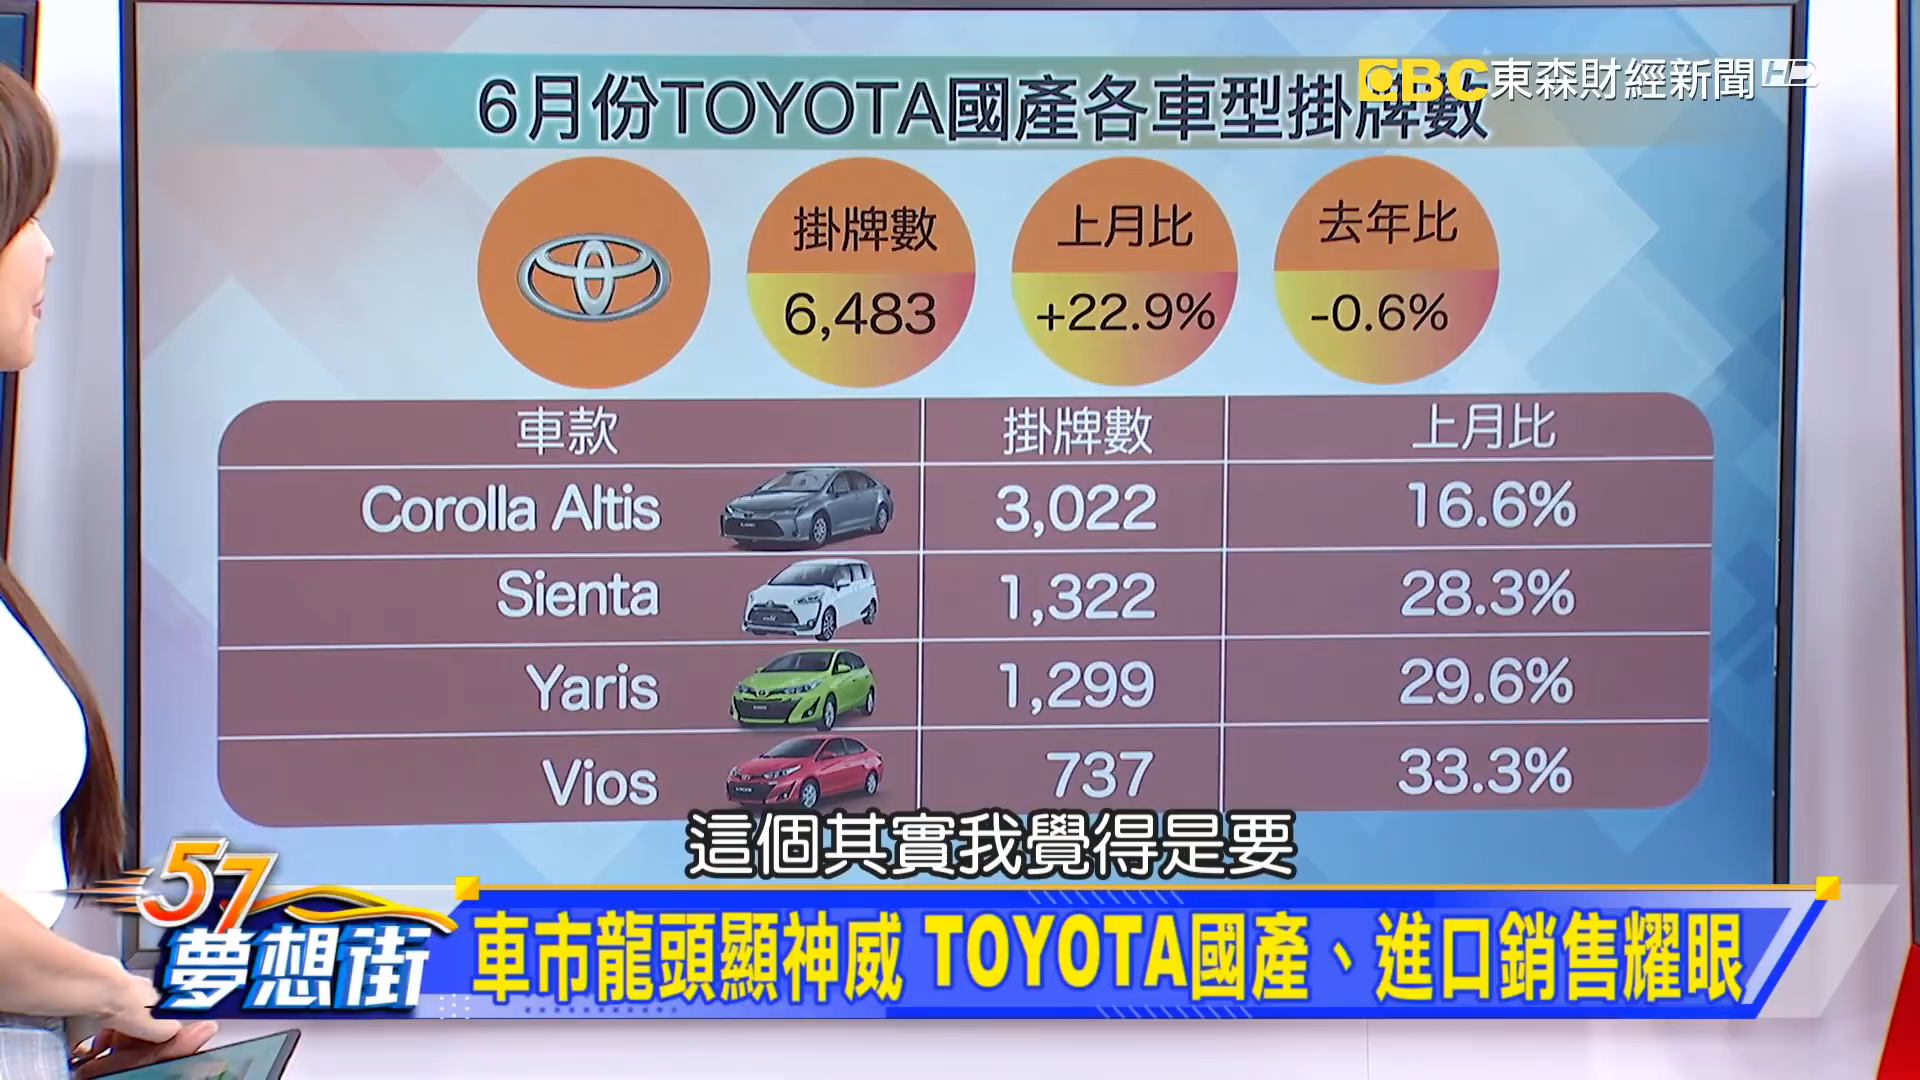 6月份TOYOTA國產各車型掛牌數
EBC東森財經新聞HD
掛牌數
6,483
上月比
+22.9%
去年比
-0.6%
車款 掛牌數 上月比
Corolla Altis 3,022 16.6%
Sienta 1,322 28.3%
Yaris 1,299 29.6%
Vios 737 33.3%
這個其實我覺得是要
57夢想街
車市龍頭顯神威 TOYOTA國產、進口銷售耀眼